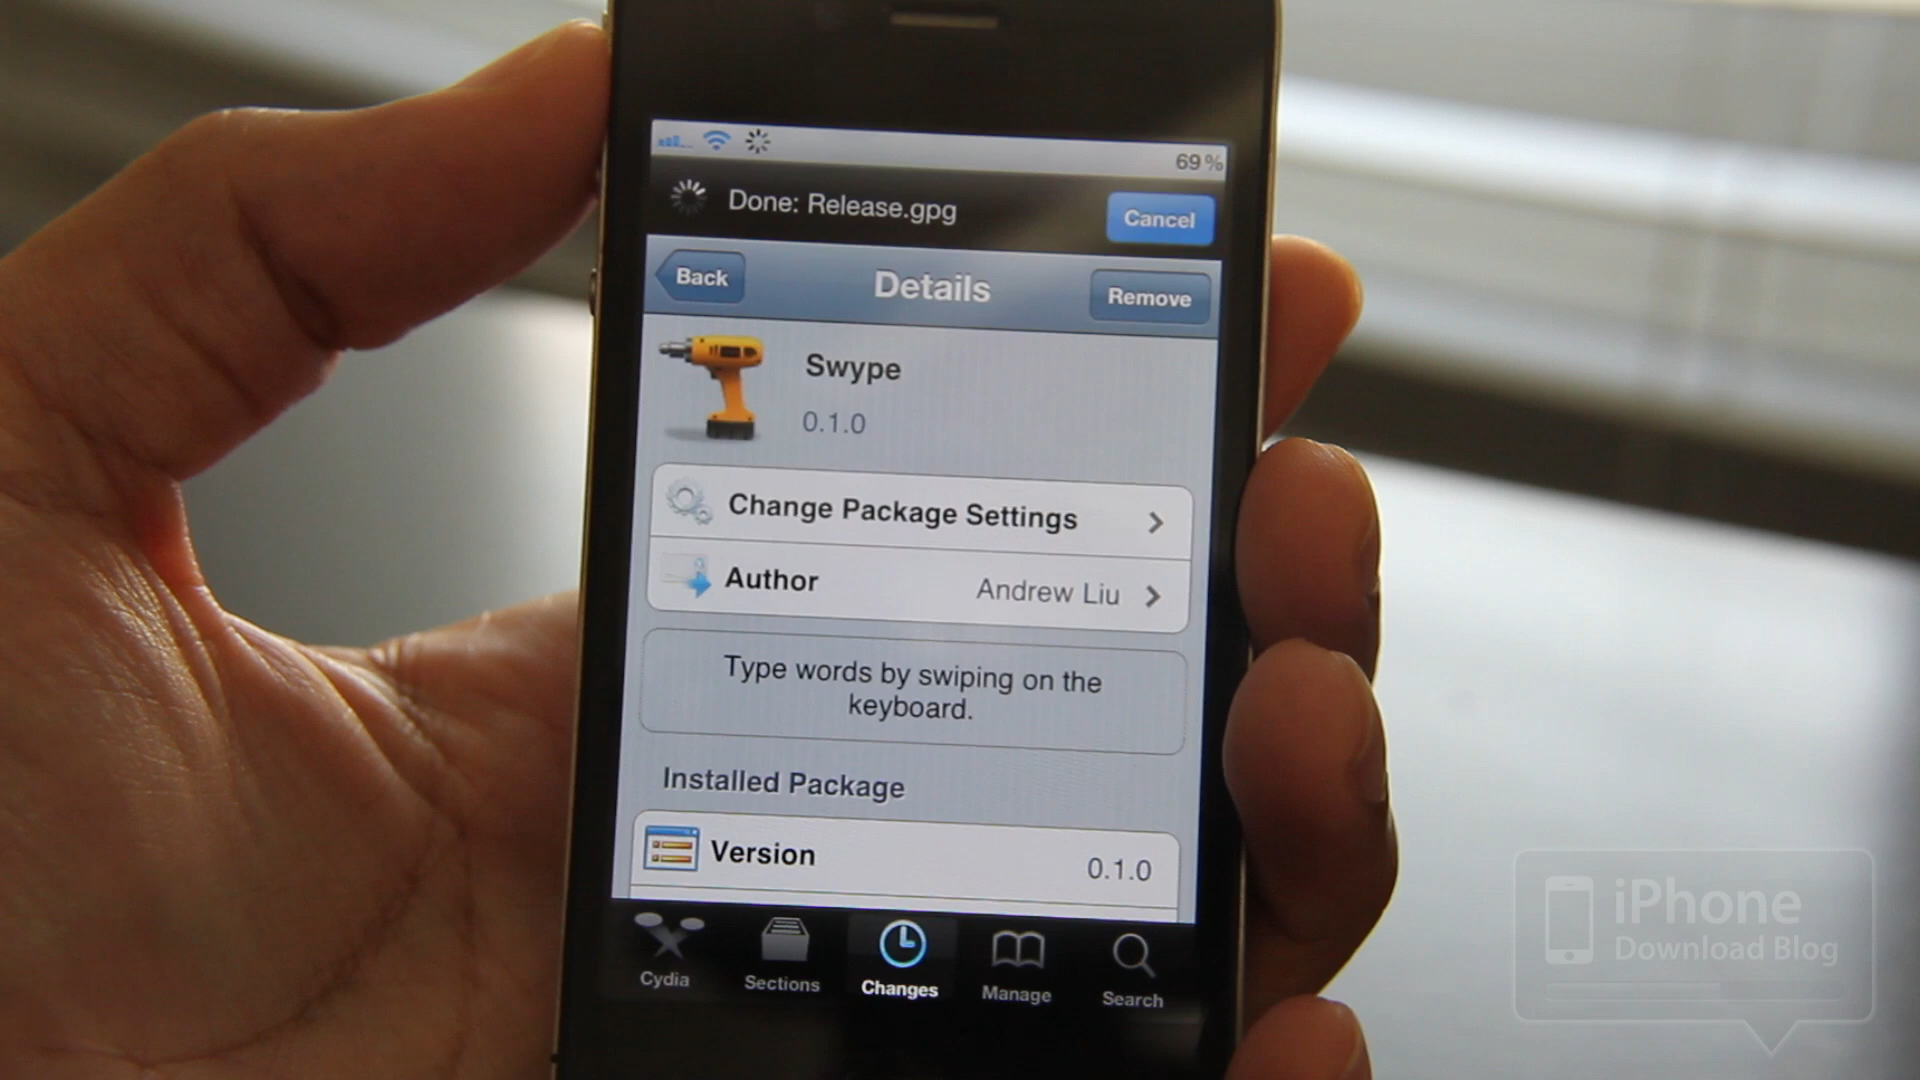 69 %
Done: Release.gpg
Cancel
Back
Details
Remove
Swype
0.1.0
Change Package Settings
Author
Andrew Liu
Type words by swiping on the
keyboard.
Installed Package
Version
0.1.0
Cydia
Sections
Changes
Manage
Search
iPhone
Download Blog